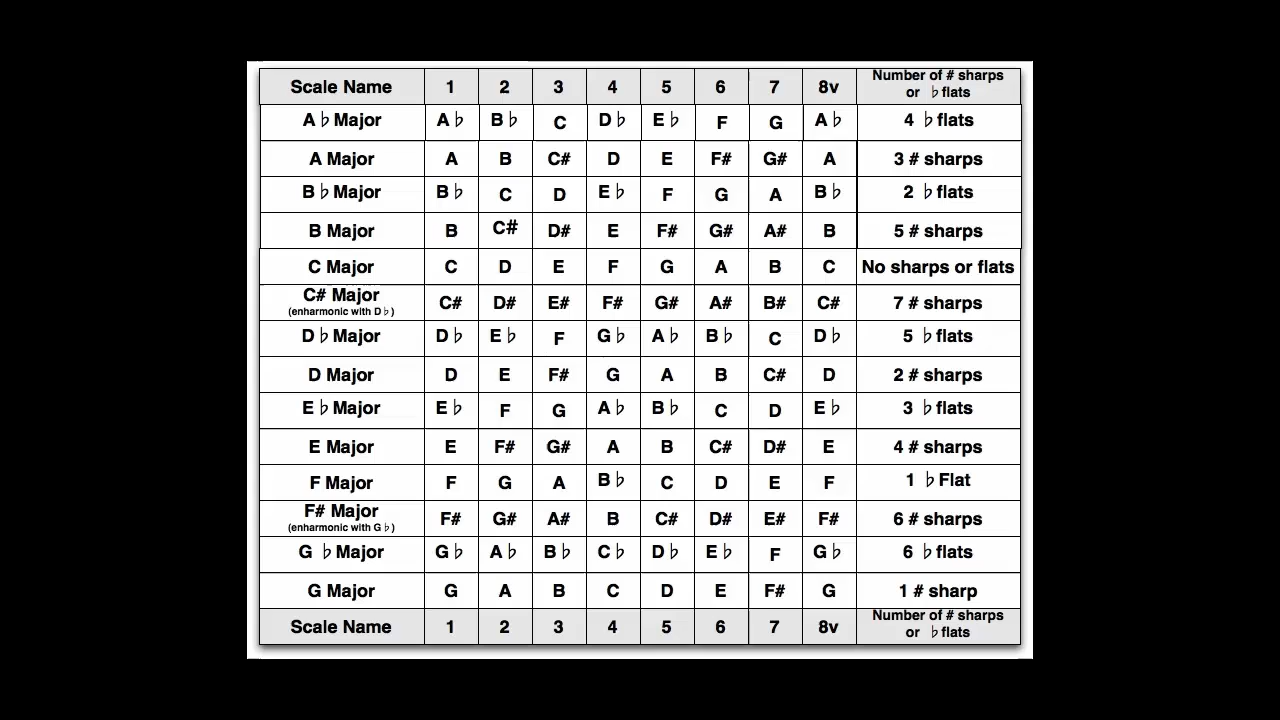 Scale Name 1 2 3 4 5 6 7 8v Number of # sharps
or ♭flats
A♭Major A♭ B♭ C D♭ E♭ F G A♭ 4 ♭flats
A Major A B C# D E F# G# A 3 # sharps
B♭Major B♭ C D E♭ F G A B♭ 2 ♭flats
B Major B C# D# E F# G# A# B 5 # sharps
C Major C D E F G A B C No sharps or flats
C# Major C# D# E# F# G# A# B# C# 7 # sharps
(enharmonic with D♭)
D♭Major D♭ E♭ F G♭ A♭ B♭ C D♭ 5 ♭flats
D Major D E F# G A B C# D 2 # sharps
E♭Major E♭ F G A♭ B♭ C D E♭ 3 ♭flats
E Major E F# G# A B C# D# E 4 # sharps
F Major F G A B♭ C D E F 1 ♭Flat
F# Major F# G# A# B C# D# E# F# 6 # sharps
(enharmonic with G♭)
G ♭Major G♭ A♭ B♭ C♭ D♭ E♭ F G♭ 6 ♭flats
G Major G A B C D E F# G 1 # sharp
Scale Name 1 2 3 4 5 6 7 8v Number of # sharps
or ♭flats